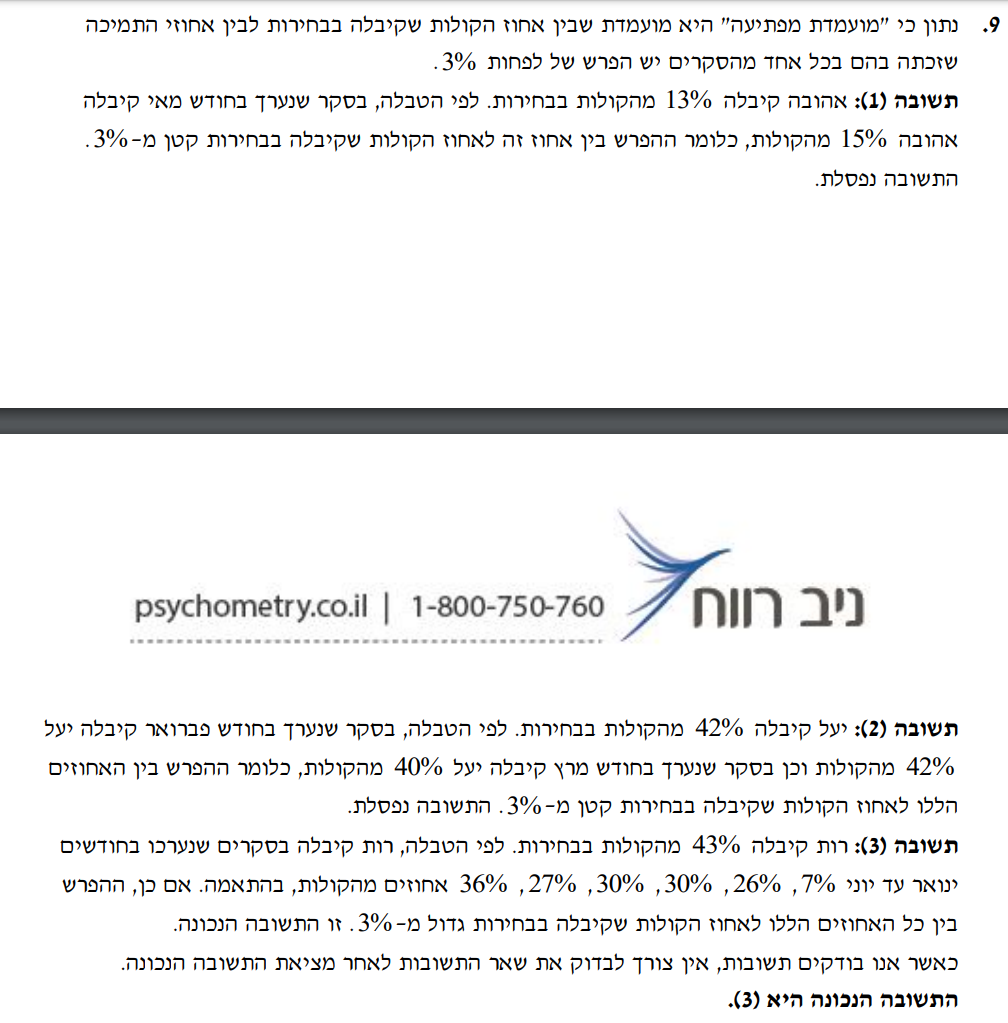 9. נתון כי "מועמדת מפתיעה" היא מועמדת שבין אחוז הקולות שקיבלה בבחירות לבין אחוזי התמיכה
שזכתה בהם בכל אחד מהסקרים יש הפרש של לפחות 3%.
תשובה (1): אהובה קיבלה 13% מהקולות בבחירות. לפי הטבלה, בסקר שנערך בחודש מאי קיבלה
אהובה 15% מהקולות, כלומר ההפרש בין אחוז זה לאחוז הקולות שקיבלה בבחירות קטן מ-3%.
התשובה נפסלת.
ניב רווח
psychometry.co.il | 1-800-750-760
תשובה (2): יעל קיבלה 42% מהקולות בבחירות. לפי הטבלה, בסקר שנערך בחודש פברואר קיבלה יעל
42% מהקולות וכן בסקר שנערך בחודש מרץ קיבלה יעל 40% מהקולות, כלומר ההפרש בין האחוזים
הללו לאחוז הקולות שקיבלה בבחירות קטן מ-3%. התשובה נפסלת.
תשובה (3): רות קיבלה 43% מהקולות בבחירות. לפי הטבלה, רות קיבלה בסקרים שנערכו בחודשים
ינואר עד יוני 7%, 26%, 30%, 30%, 27%, 36% אחוזים מהקולות, בהתאמה. אם כן, ההפרש
בין כל האחוזים הללו לאחוז הקולות שקיבלה בבחירות גדול מ-3%. זו התשובה הנכונה.
כאשר אנו בודקים תשובות, אין צורך לבדוק את שאר התשובות לאחר מציאת התשובה הנכונה.
התשובה הנכונה היא (3).